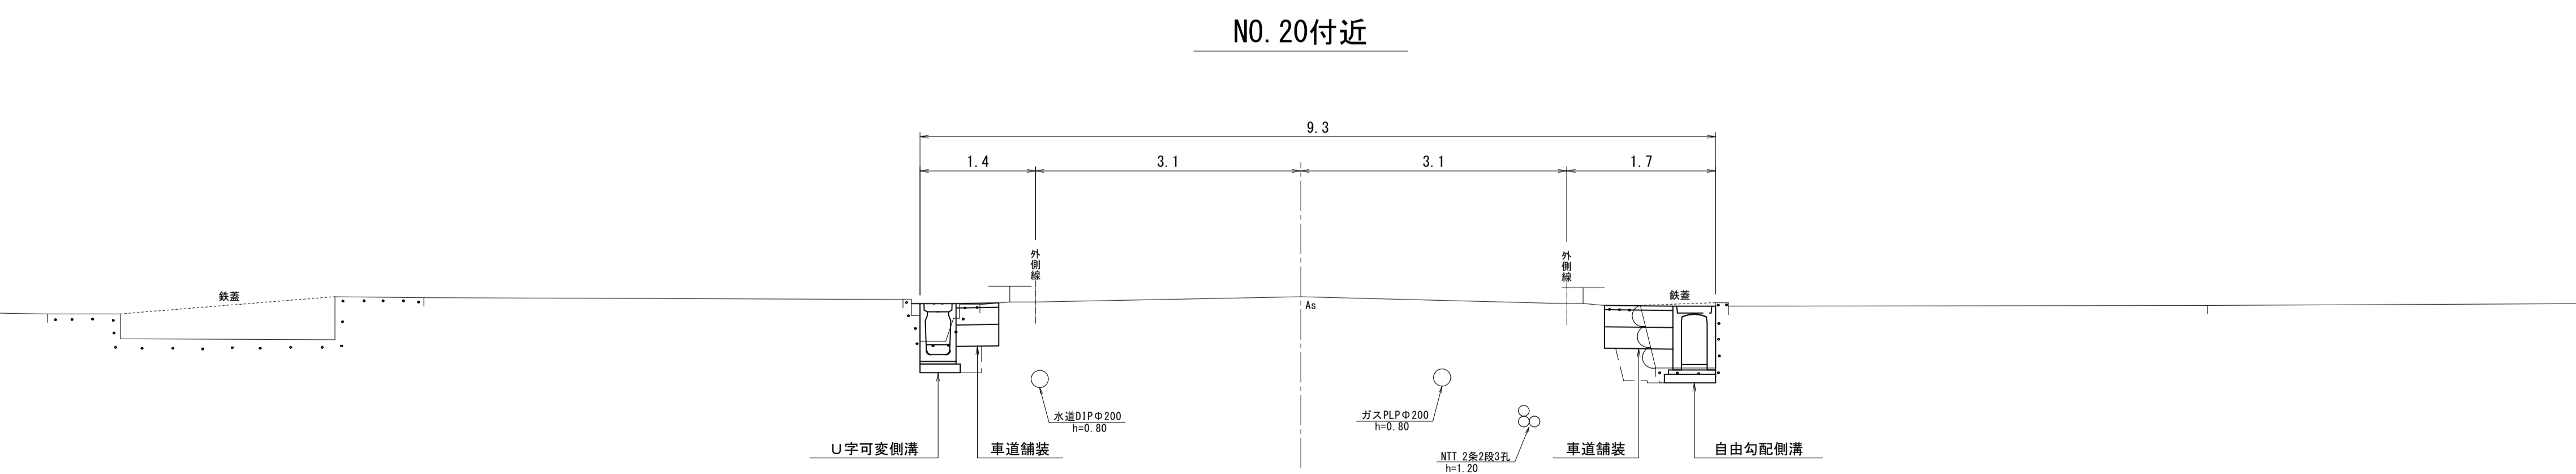 NO.20付近
9.3
1.4
3.1
3.1
1.7
外側線
外側線
鉄蓋
鉄蓋
As
水道DIPΦ200
h=0.80
ガスPLPΦ200
h=0.80
U字可変側溝
車道舗装
NTT 2条2段3孔
h=1.20
車道舗装
自由勾配側溝